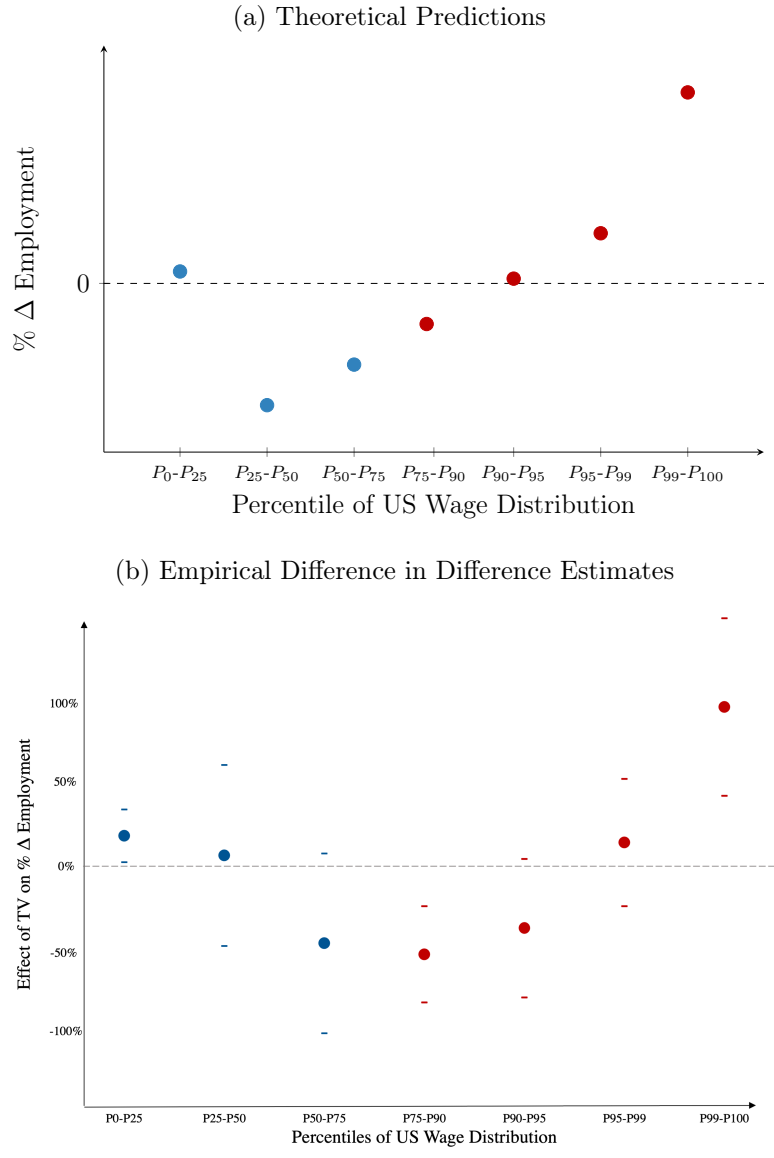 (a) Theoretical Predictions
% Δ Employment
0
P0-P25 P25-P50 P50-P75 P75-P90 P90-P95 P95-P99 P99-P100
Percentile of US Wage Distribution
(b) Empirical Difference in Difference Estimates
Effect of TV on % Δ Employment
100%
50%
0%
-50%
-100%
P0-P25 P25-P50 P50-P75 P75-P90 P90-P95 P95-P99 P99-P100
Percentiles of US Wage Distribution